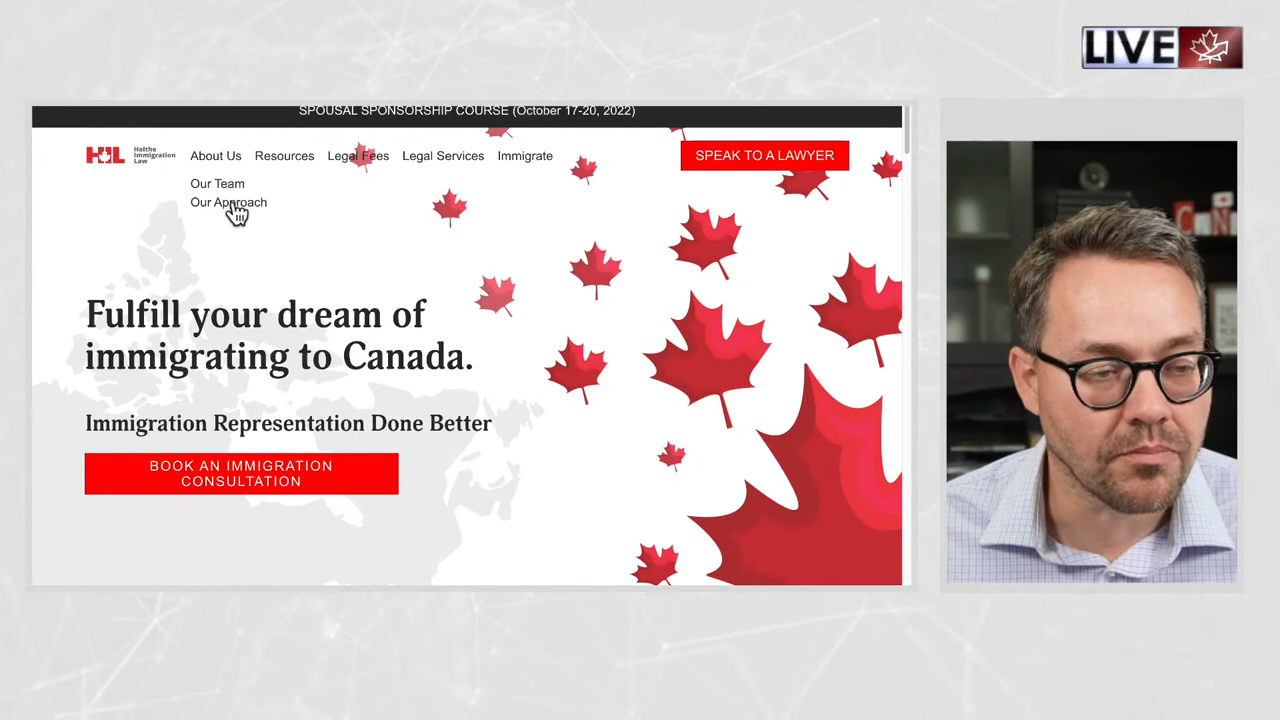 LIVE
SPOUSAL SPONSORSHIP COURSE (October 17-20, 2022)
HIL Holthe Immigration Law
About Us Resources Legal Fees Legal Services Immigrate
SPEAK TO A LAWYER
Our Team
Our Approach
Fulfill your dream of
immigrating to Canada.
Immigration Representation Done Better
BOOK AN IMMIGRATION
CONSULTATION